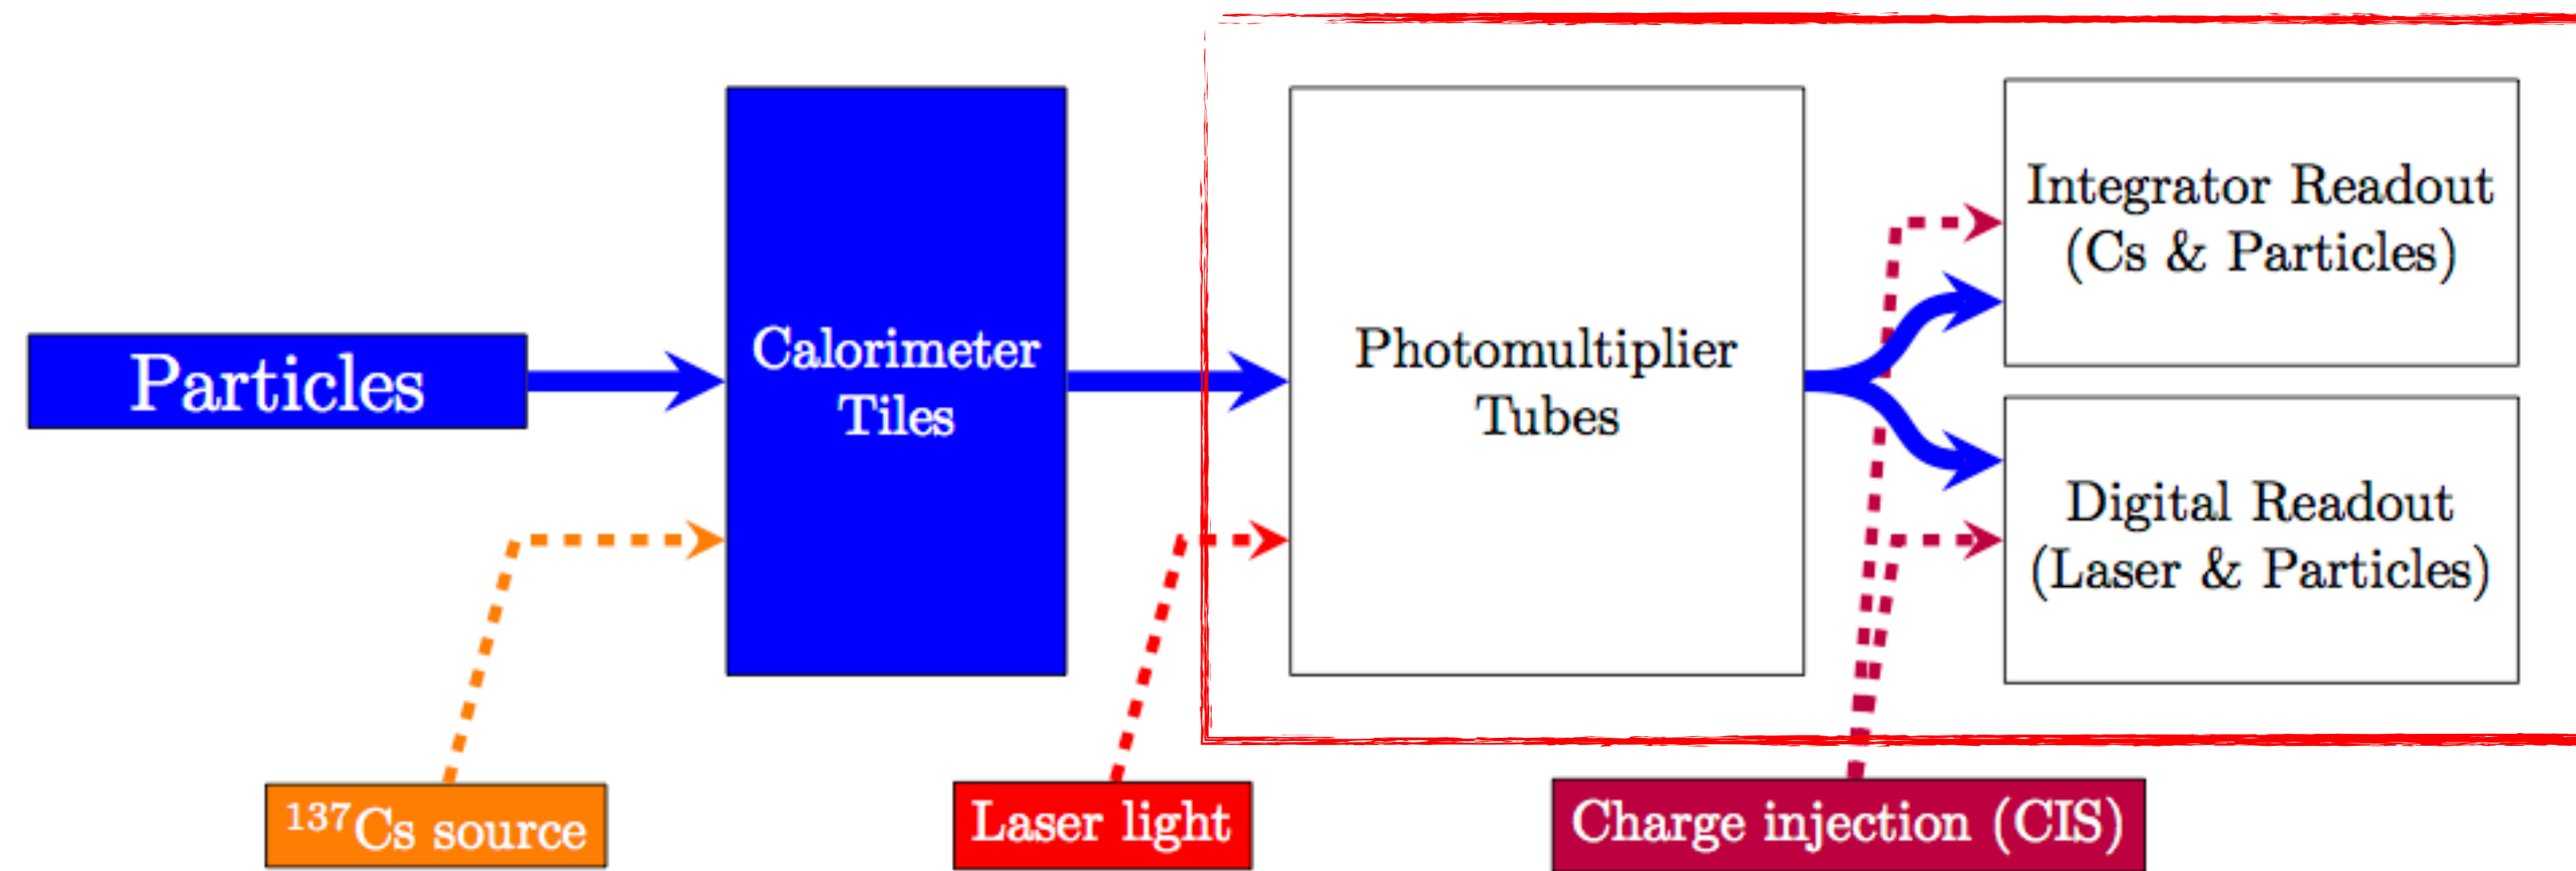 Particles
Calorimeter
Tiles
Photomultiplier
Tubes
Integrator Readout
(Cs & Particles)
Digital Readout
(Laser & Particles)
¹³⁷Cs source
Laser light
Charge injection (CIS)